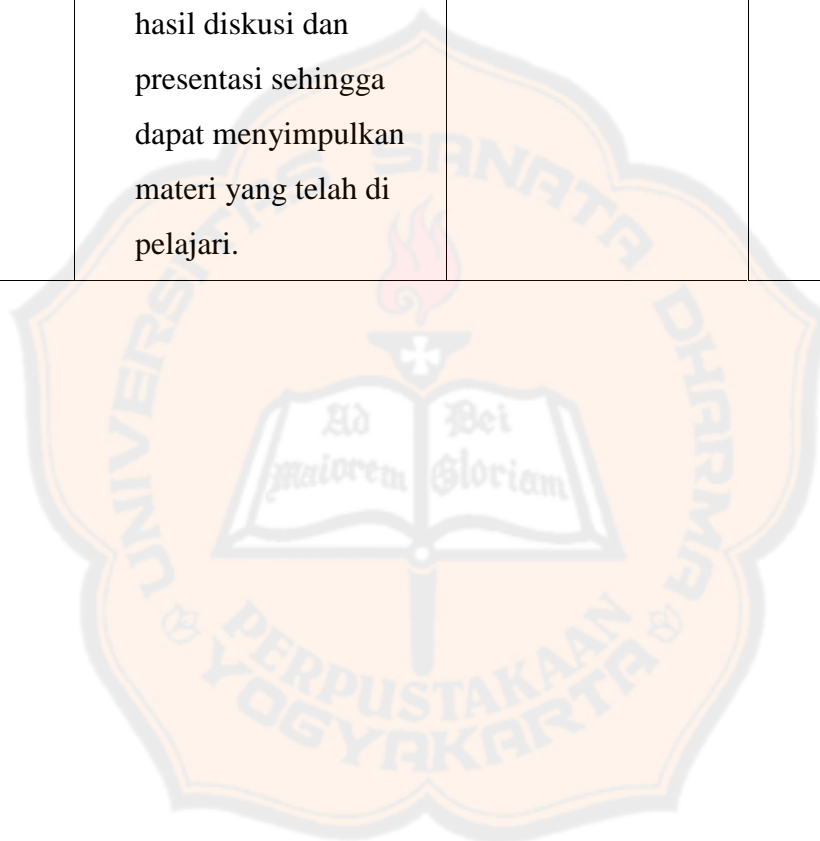 hasil diskusi dan
presentasi sehingga
dapat menyimpulkan
materi yang telah di
pelajari.
UNIVERSITAS SANATA DHARMA
Ad Dei
Maiorem Gloriam
PERPUSTAKAAN
YOGYAKARTA